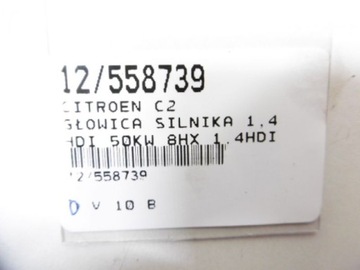 12/558739
CITROEN C2
GŁOWICA SILNIKA 1.4
HDI 50KW 8HX 1.4HDI
12/558739
D V 10 B